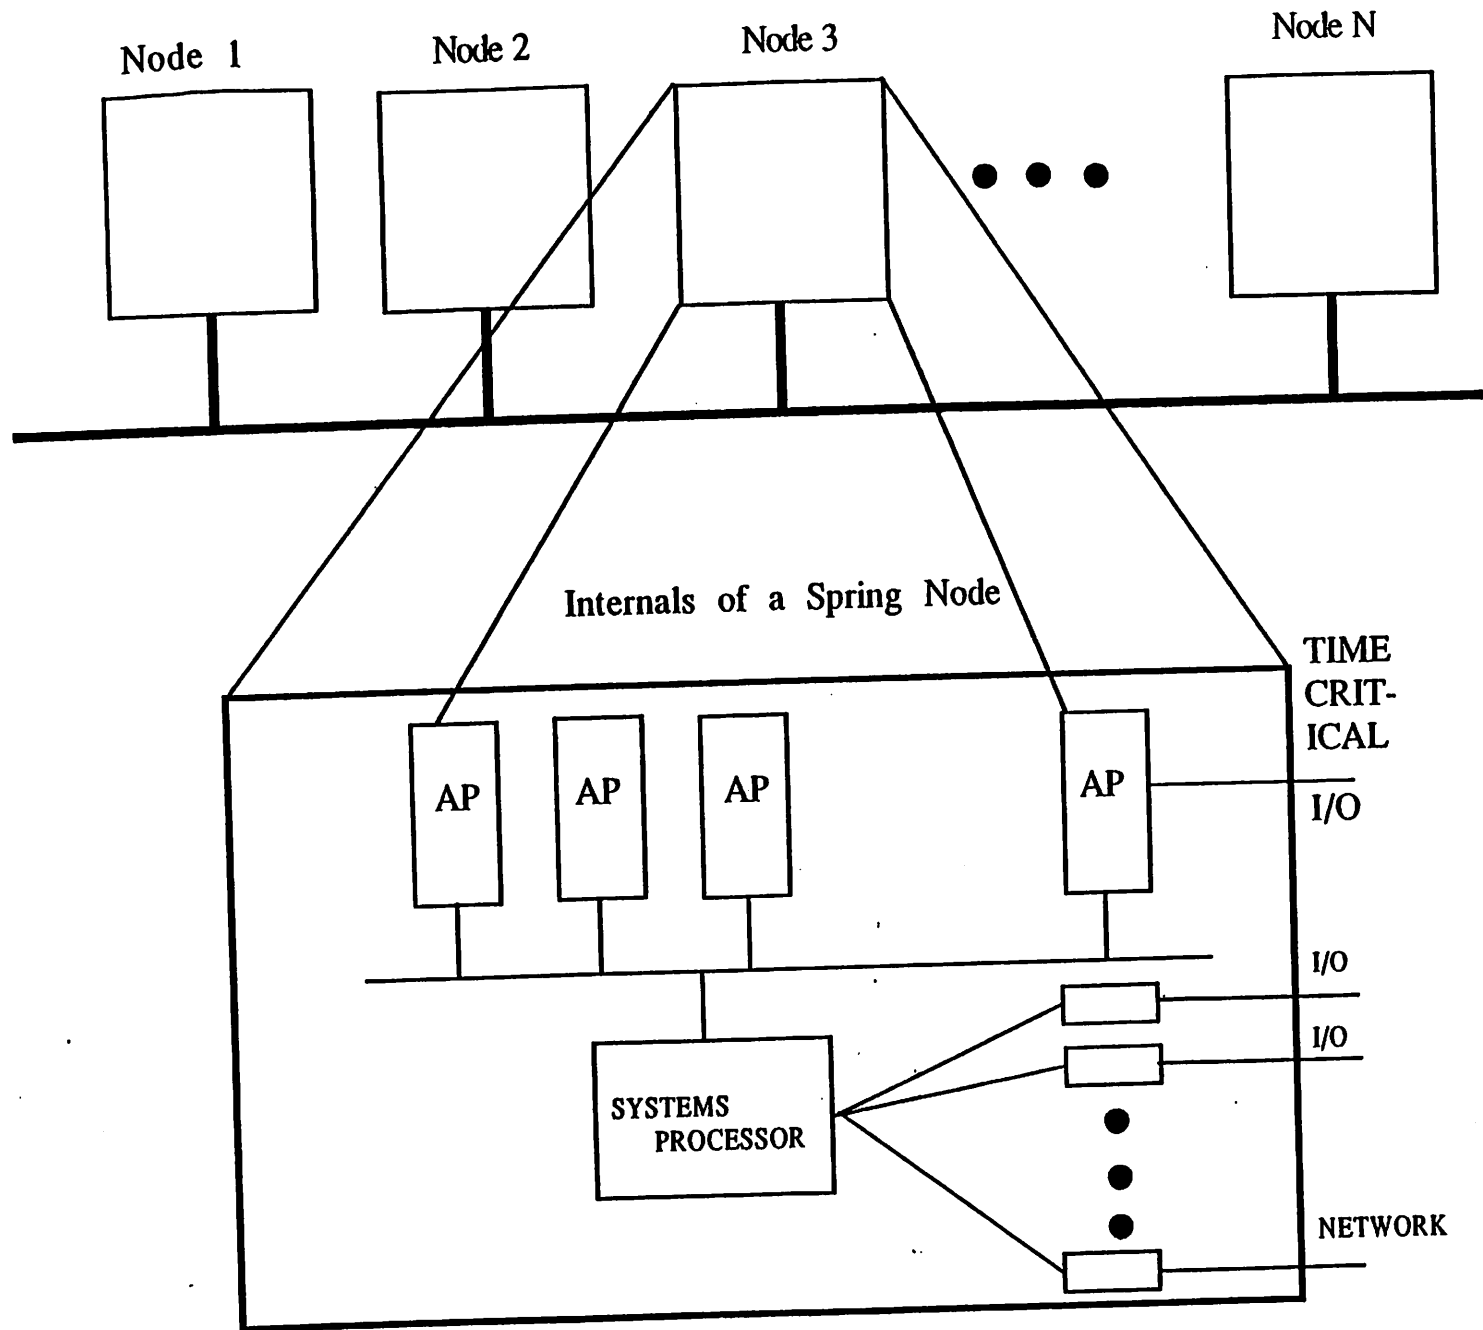 Node 1
Node 2
Node 3
Node N
Internals of a Spring Node
TIME
CRIT-
ICAL
I/O
AP
AP
AP
AP
I/O
I/O
SYSTEMS
PROCESSOR
NETWORK